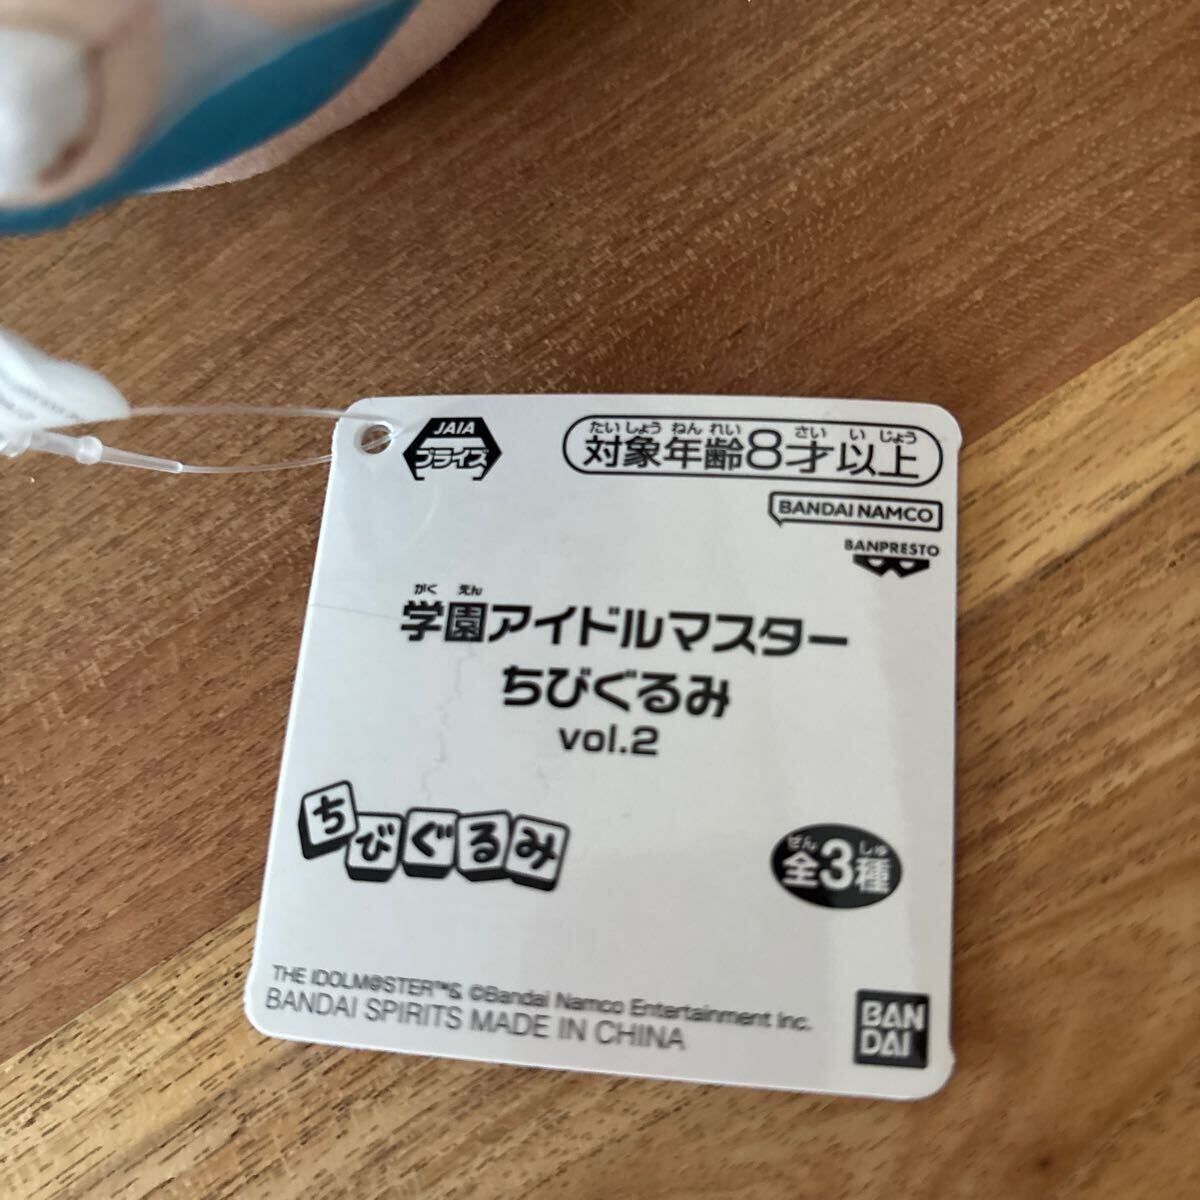 JAIA
プライズ
たいしょう ねん れい さい い じょう
対象年齢8才以上
BANDAI NAMCO
BANPRESTO
がく えん
学園アイドルマスター
ちびぐるみ
vol.2
ちびぐるみ
ぜん しゅ
全3種
THE IDOLM@STER™& ©Bandai Namco Entertainment Inc.
BANDAI SPIRITS MADE IN CHINA
BAN
DAI